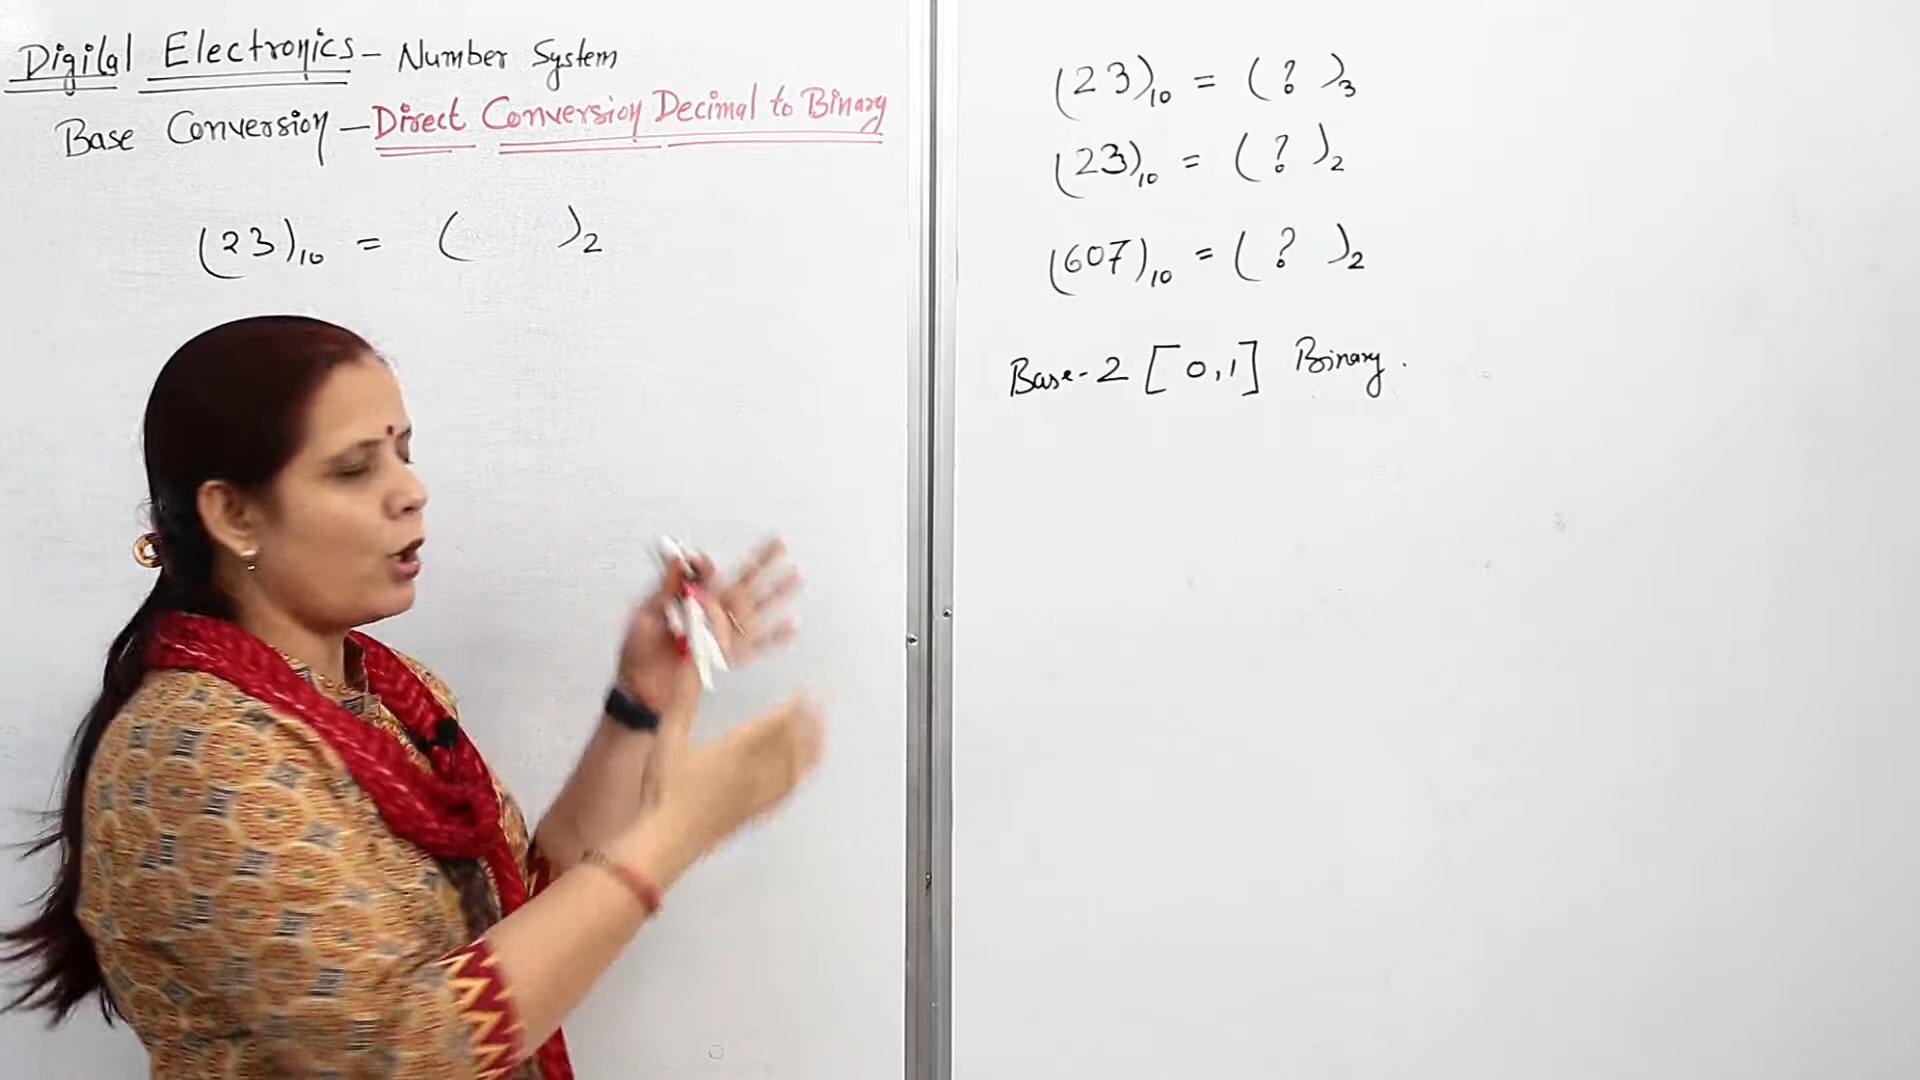 Digital Electronics - Number System
Base Conversion - Direct Conversion Decimal to Binary
(23)₁₀ = ( )₂
(23)₁₀ = ( ? )₃
(23)₁₀ = ( ? )₂
(607)₁₀ = ( ? )₂
Base-2 [0,1] Binary.